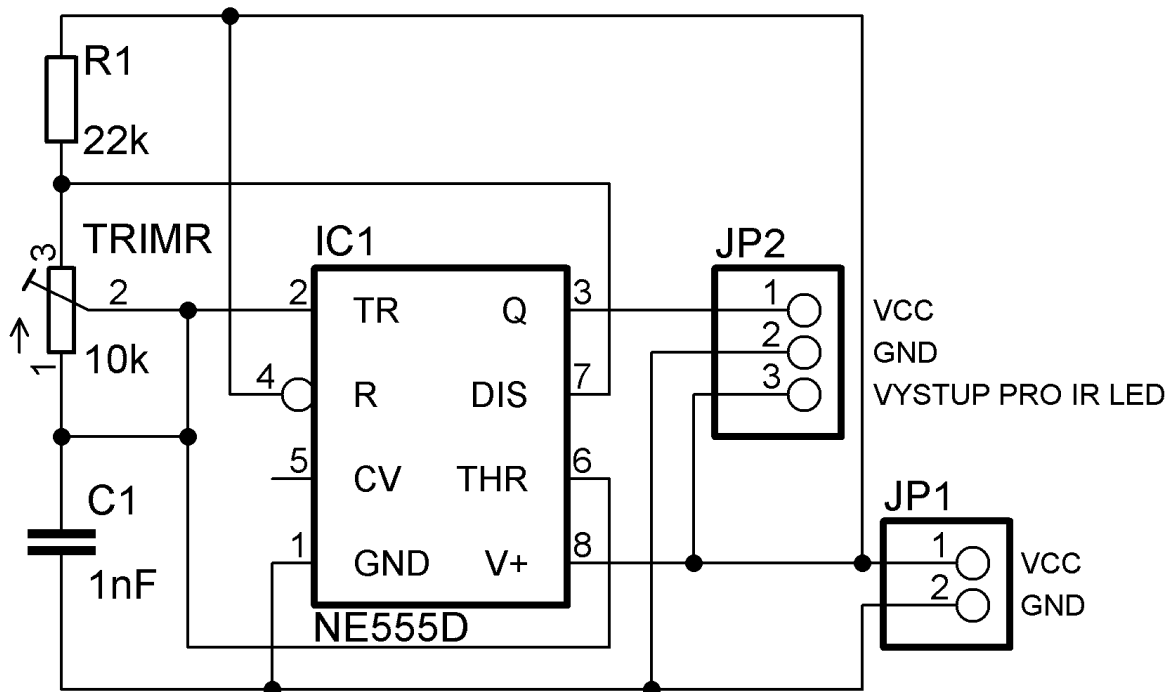 R1
22k
TRIMR
3
2
1
10k
C1
1nF
IC1
2 TR Q 3
4 R DIS 7
5 CV THR 6
1 GND V+ 8
NE555D
JP2
1 VCC
2 GND
3 VYSTUP PRO IR LED
JP1
1 VCC
2 GND